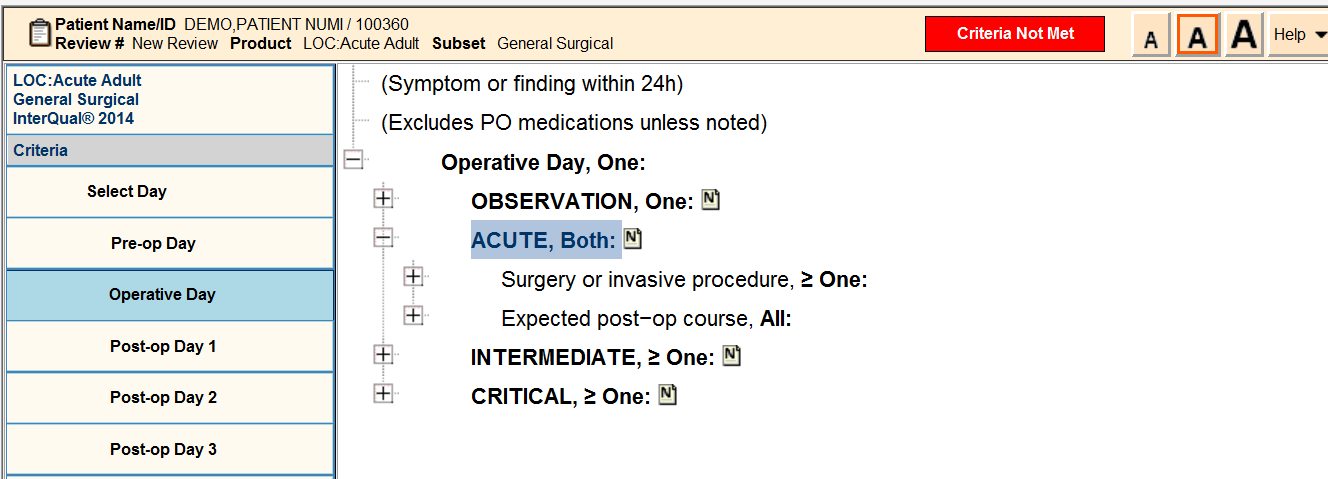 Patient Name/ID DEMO,PATIENT NUMI / 100360
Review # New Review Product LOC:Acute Adult Subset General Surgical
Criteria Not Met
A A A Help
LOC:Acute Adult
General Surgical
InterQual® 2014
Criteria
Select Day
Pre-op Day
Operative Day
Post-op Day 1
Post-op Day 2
Post-op Day 3
(Symptom or finding within 24h)
(Excludes PO medications unless noted)
Operative Day, One:
OBSERVATION, One: N
ACUTE, Both: N
Surgery or invasive procedure, ≥ One:
Expected post−op course, All:
INTERMEDIATE, ≥ One: N
CRITICAL, ≥ One: N